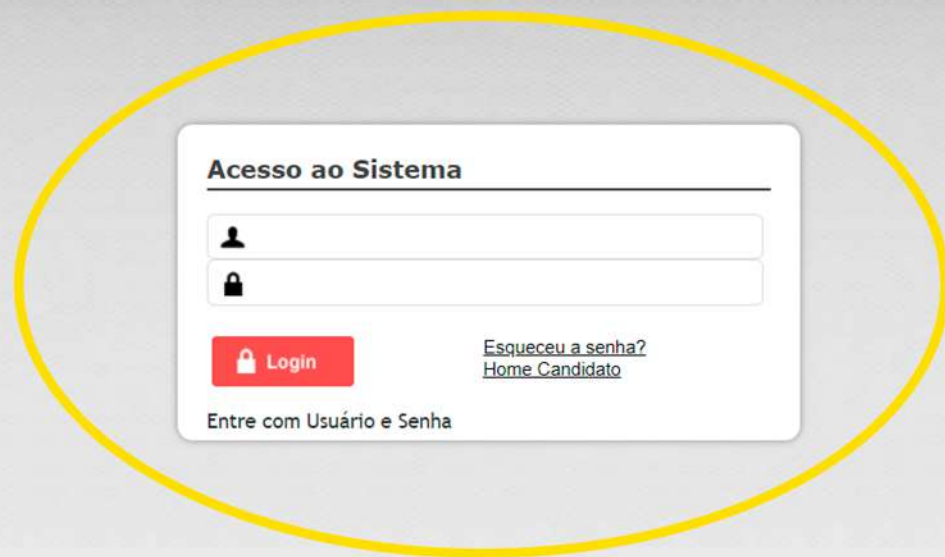 Acesso ao Sistema
Login
Esqueceu a senha?
Home Candidato
Entre com Usuário e Senha